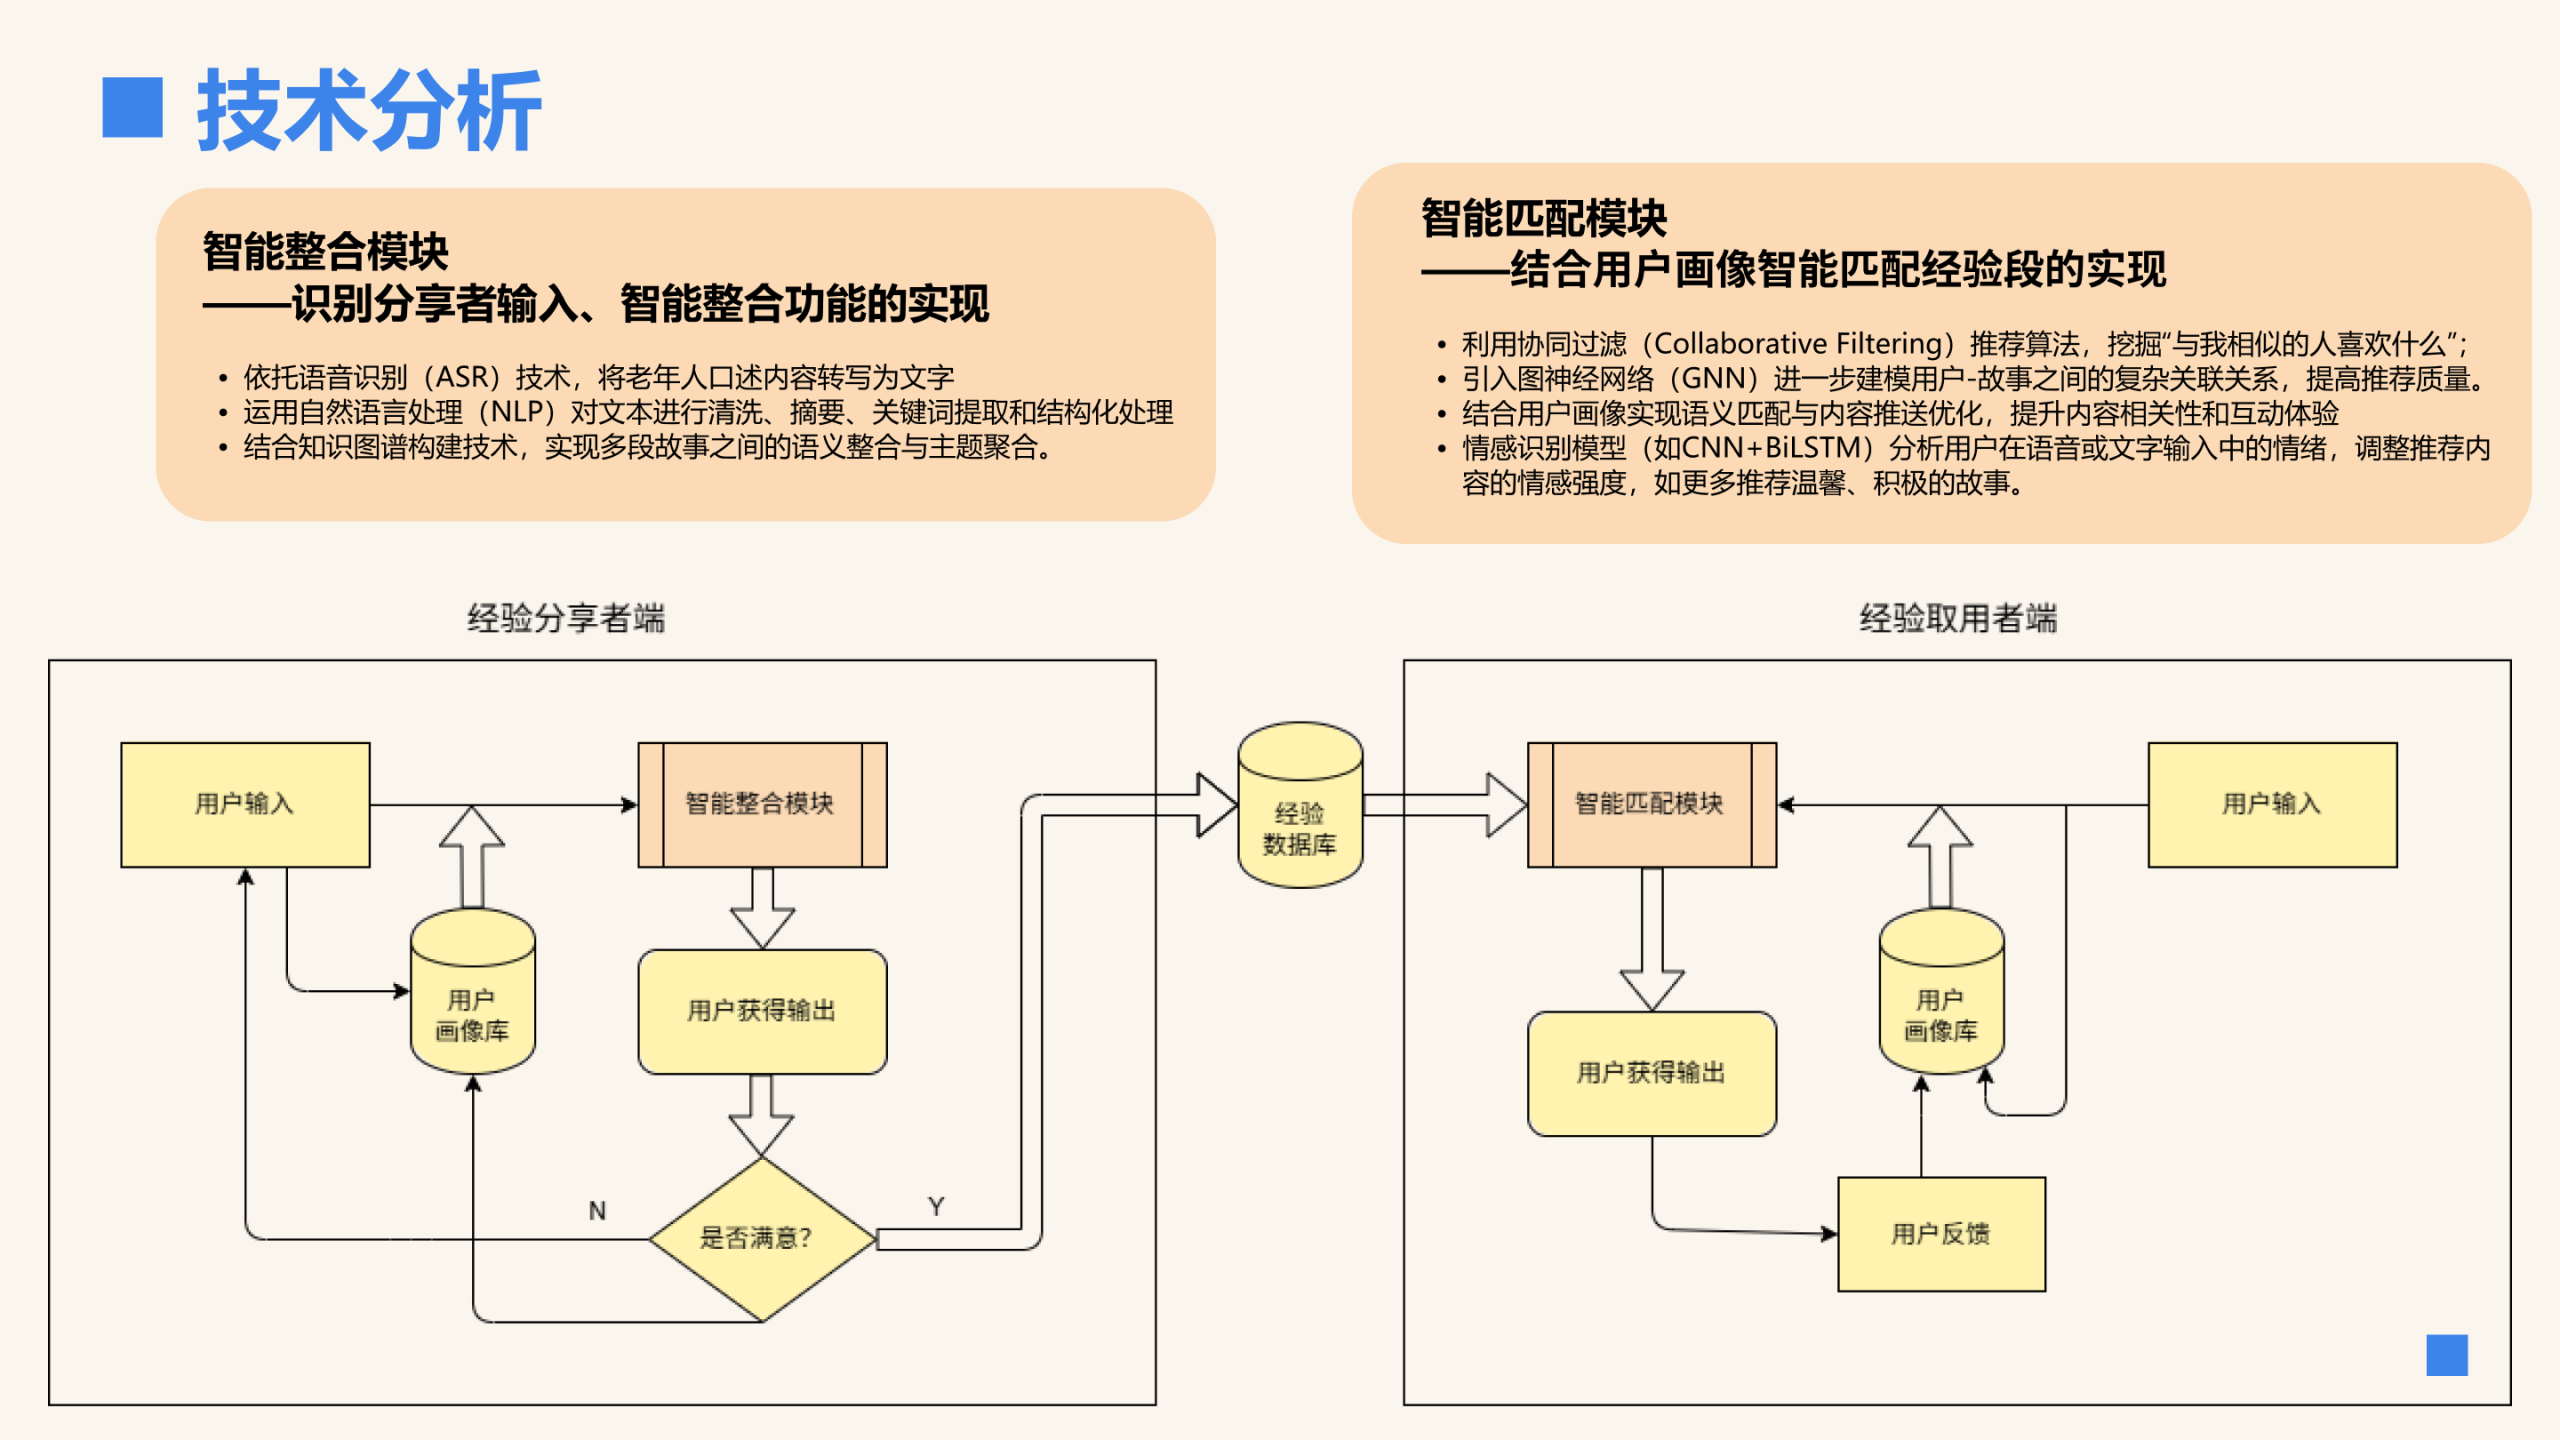 技术分析
智能整合模块
——识别分享者输入、智能整合功能的实现
• 依托语音识别（ASR）技术，将老年人口述内容转写为文字
• 运用自然语言处理（NLP）对文本进行清洗、摘要、关键词提取和结构化处理
• 结合知识图谱构建技术，实现多段故事之间的语义整合与主题聚合。
智能匹配模块
——结合用户画像智能匹配经验段的实现
• 利用协同过滤（Collaborative Filtering）推荐算法，挖掘“与我相似的人喜欢什么”；
• 引入图神经网络（GNN）进一步建模用户-故事之间的复杂关联关系，提高推荐质量。
• 结合用户画像实现语义匹配与内容推送优化，提升内容相关性和互动体验
• 情感识别模型（如CNN+BiLSTM）分析用户在语音或文字输入中的情绪，调整推荐内
容的情感强度，如更多推荐温馨、积极的故事。
经验分享者端
用户输入
智能整合模块
用户
画像库
用户获得输出
是否满意？
N
Y
经验
数据库
经验取用者端
智能匹配模块
用户输入
用户
画像库
用户获得输出
用户反馈